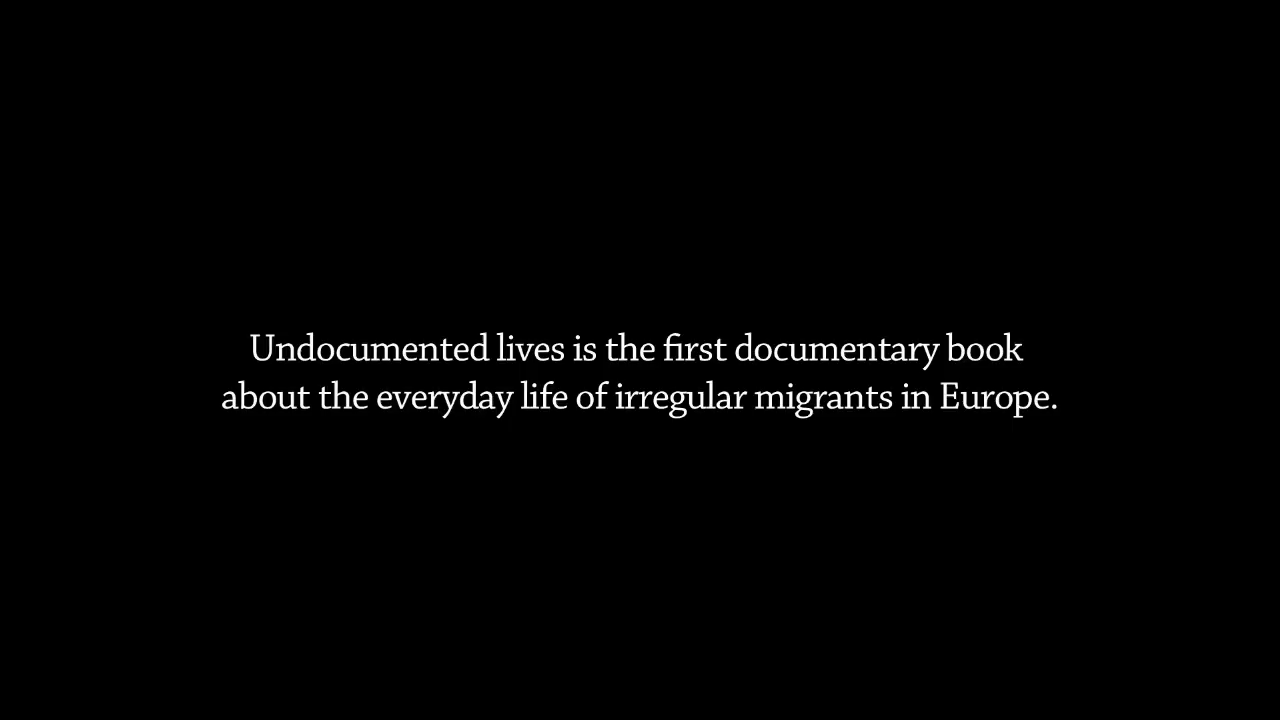 Undocumented lives is the first documentary book
about the everyday life of irregular migrants in Europe.